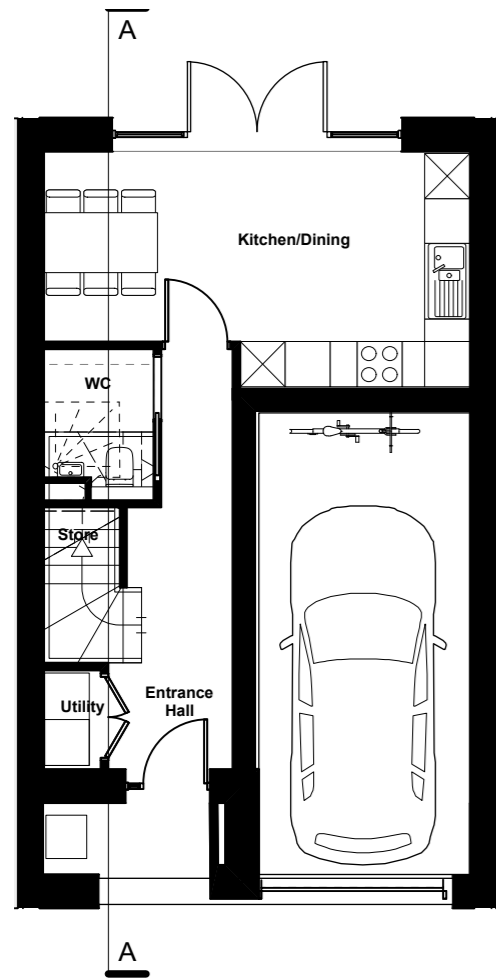 A
Kitchen/Dining
WC
Store
Utility
Entrance
Hall
A